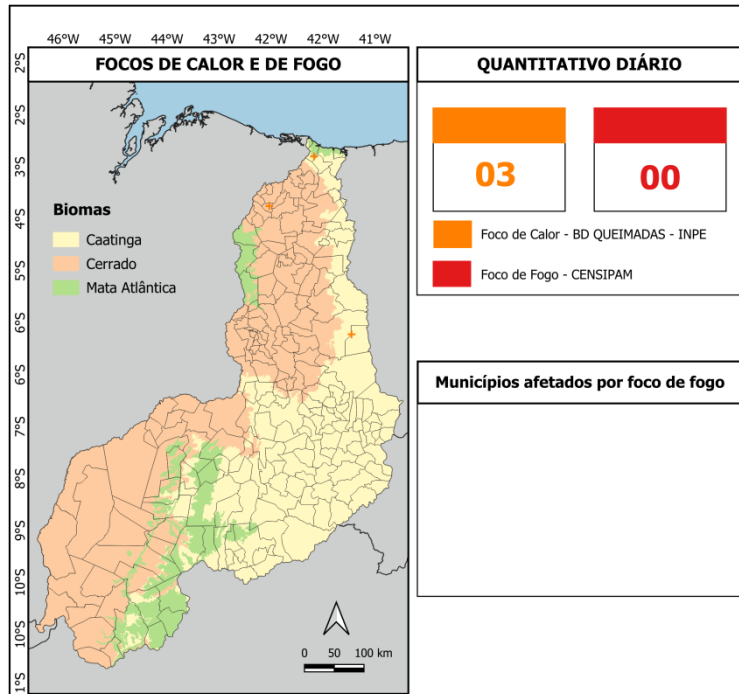 46°W 45°W 44°W 43°W 42°W 42°W 41°W
FOCOS DE CALOR E DE FOGO
2°S
2°S
3°S
4°S
5°S
6°S
6°S
7°S
8°S
9°S
10°S
10°S
1°S
Biomas
Caatinga
Cerrado
Mata Atlântica
0 50 100 km
QUANTITATIVO DIÁRIO
03 00
Foco de Calor - BD QUEIMADAS - INPE
Foco de Fogo - CENSIPAM
Municípios afetados por foco de fogo